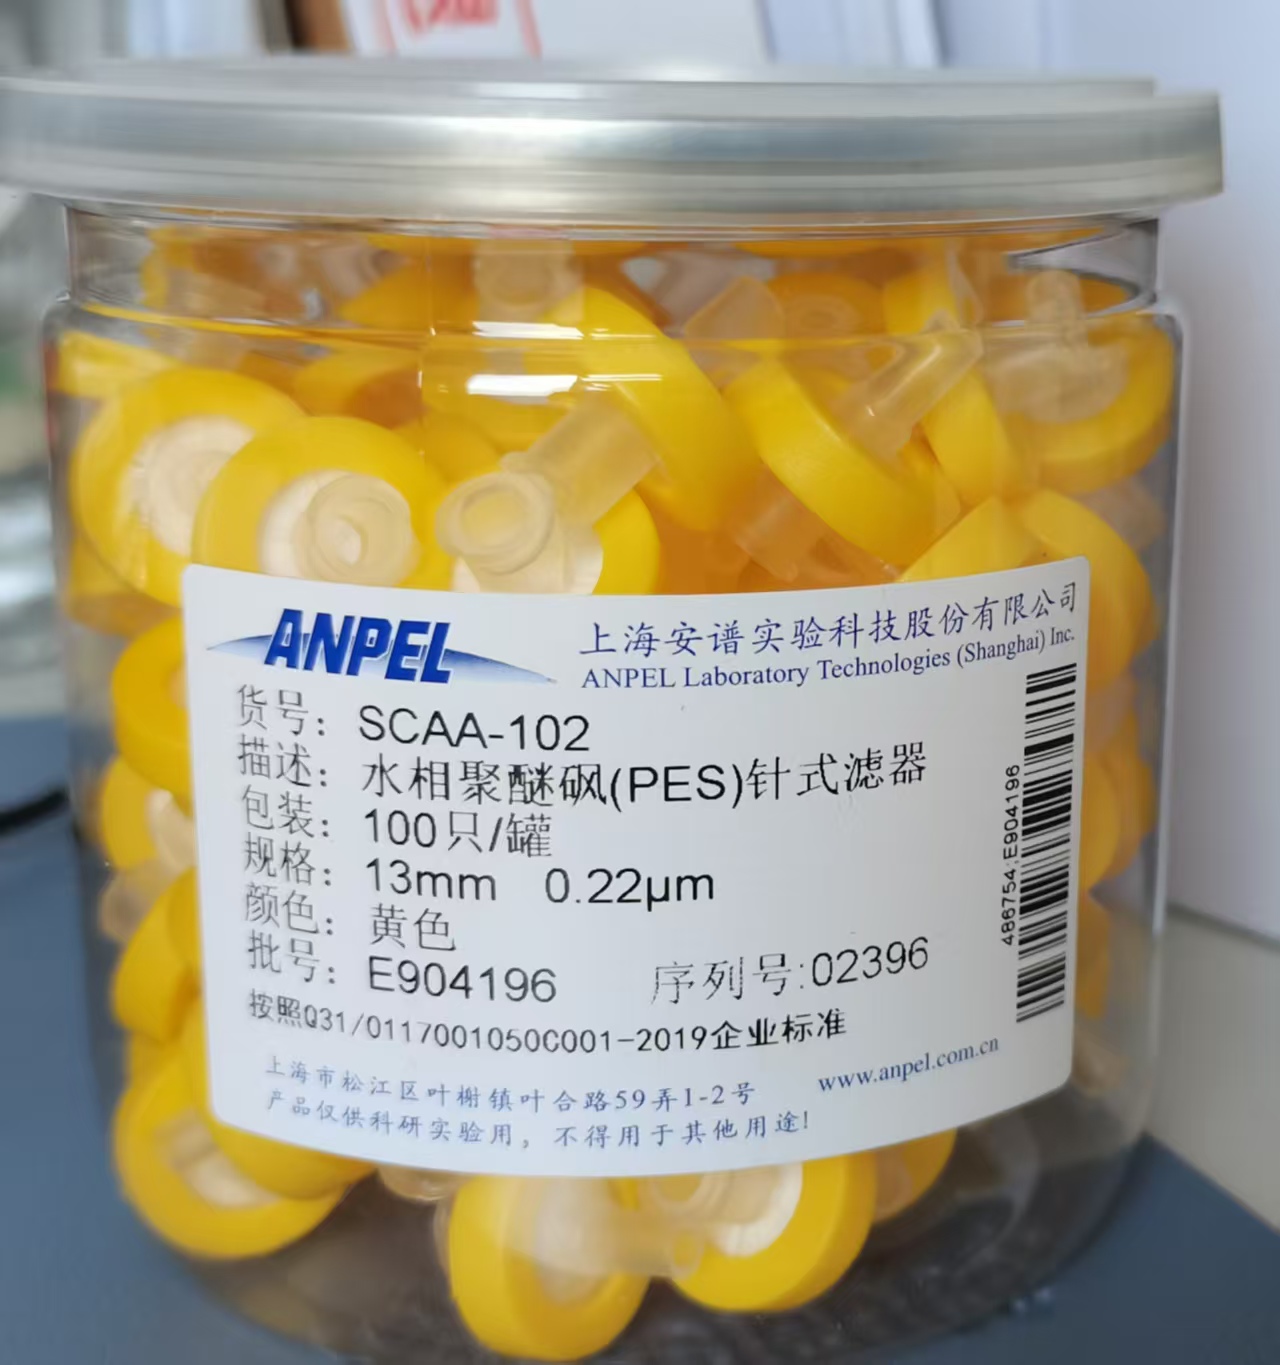 ANPEL
上海安谱实验科技股份有限公司
ANPEL Laboratory Technologies (Shanghai) Inc.
货号： SCAA-102
描述： 水相聚醚砜(PES)针式滤器
包装： 100只/罐
规格： 13mm 0.22μm
颜色： 黄色
批号： E904196 序列号:02396
按照Q31/0117001050C001-2019企业标准
上海市松江区叶榭镇叶合路59弄1-2号 www.anpel.com.cn
产品仅供科研实验用，不得用于其他用途!
486754;E904196